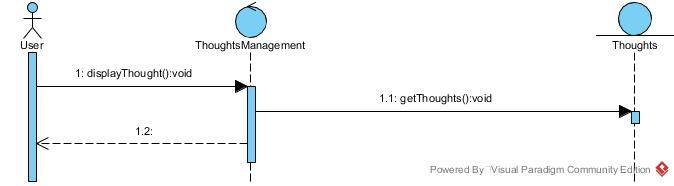 User
ThoughtsManagement
Thoughts
1: displayThought():void
1.1: getThoughts():void
1.2:
Powered By Visual Paradigm Community Edition